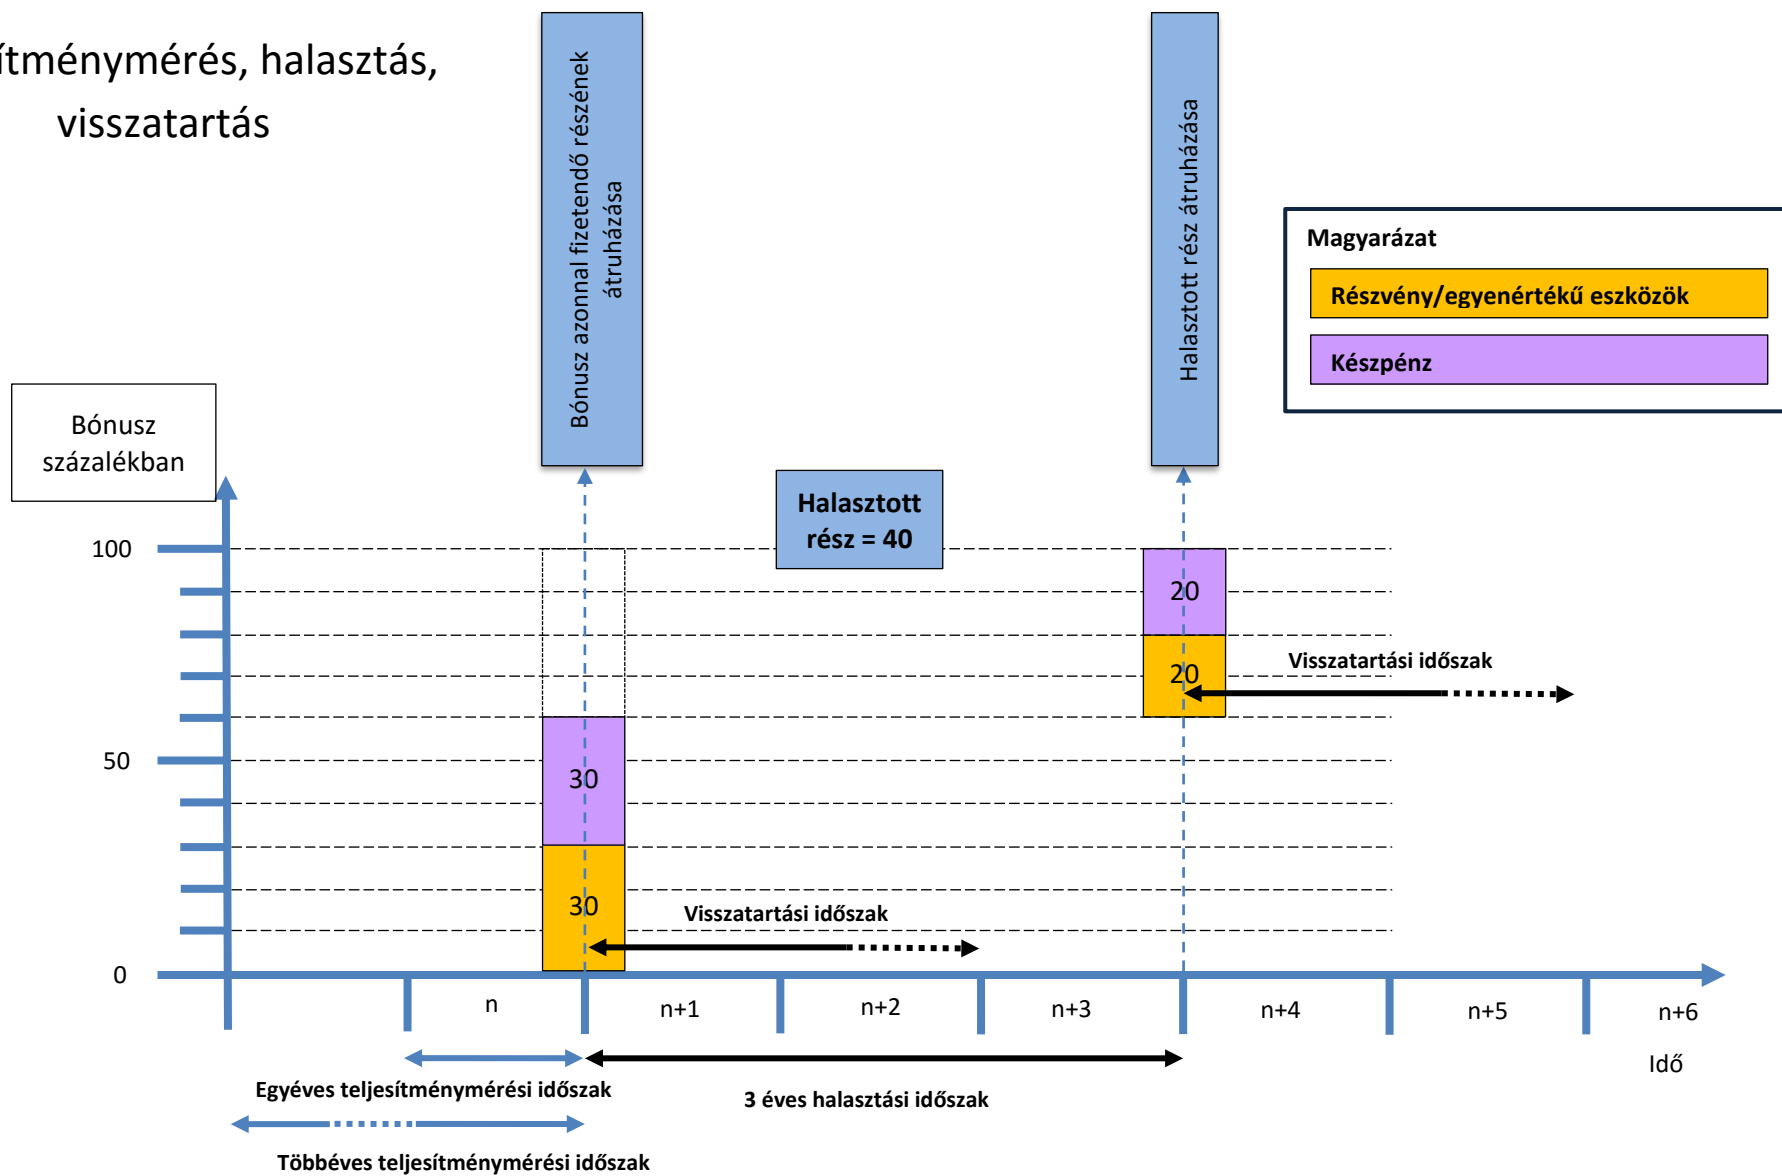 ítménymérés, halasztás,
visszatartás
Bónusz azonnal fizetendő részének
átruházása
Halasztott rész átruházása
Magyarázat
Részvény/egyenértékű eszközök
Készpénz
Bónusz
százalékban
Halasztott
rész = 40
100
50
0
20
20
Visszatartási időszak
30
30
Visszatartási időszak
n
n+1
n+2
n+3
n+4
n+5
n+6
Idő
Egyéves teljesítménymérési időszak
3 éves halasztási időszak
Többéves teljesítménymérési időszak